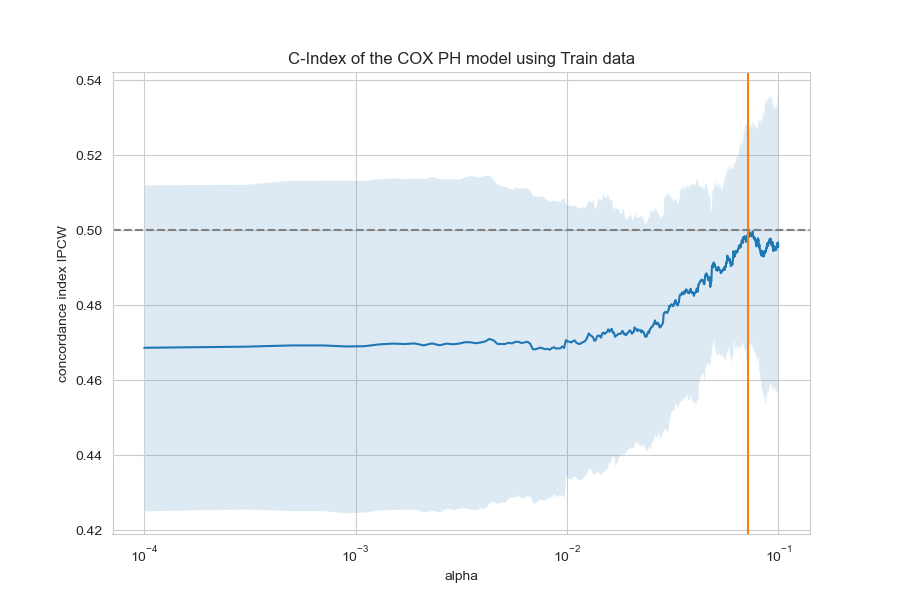 C-Index of the COX PH model using Train data
concordance index IPCW
0.54
0.52
0.50
0.48
0.46
0.44
0.42
10⁻⁴ 10⁻³ 10⁻² 10⁻¹
alpha